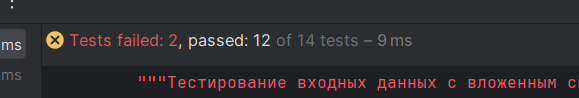 Tests failed: 2, passed: 12 of 14 tests – 9 ms
ms
ms
"""Тестирование входных данных с вложенным